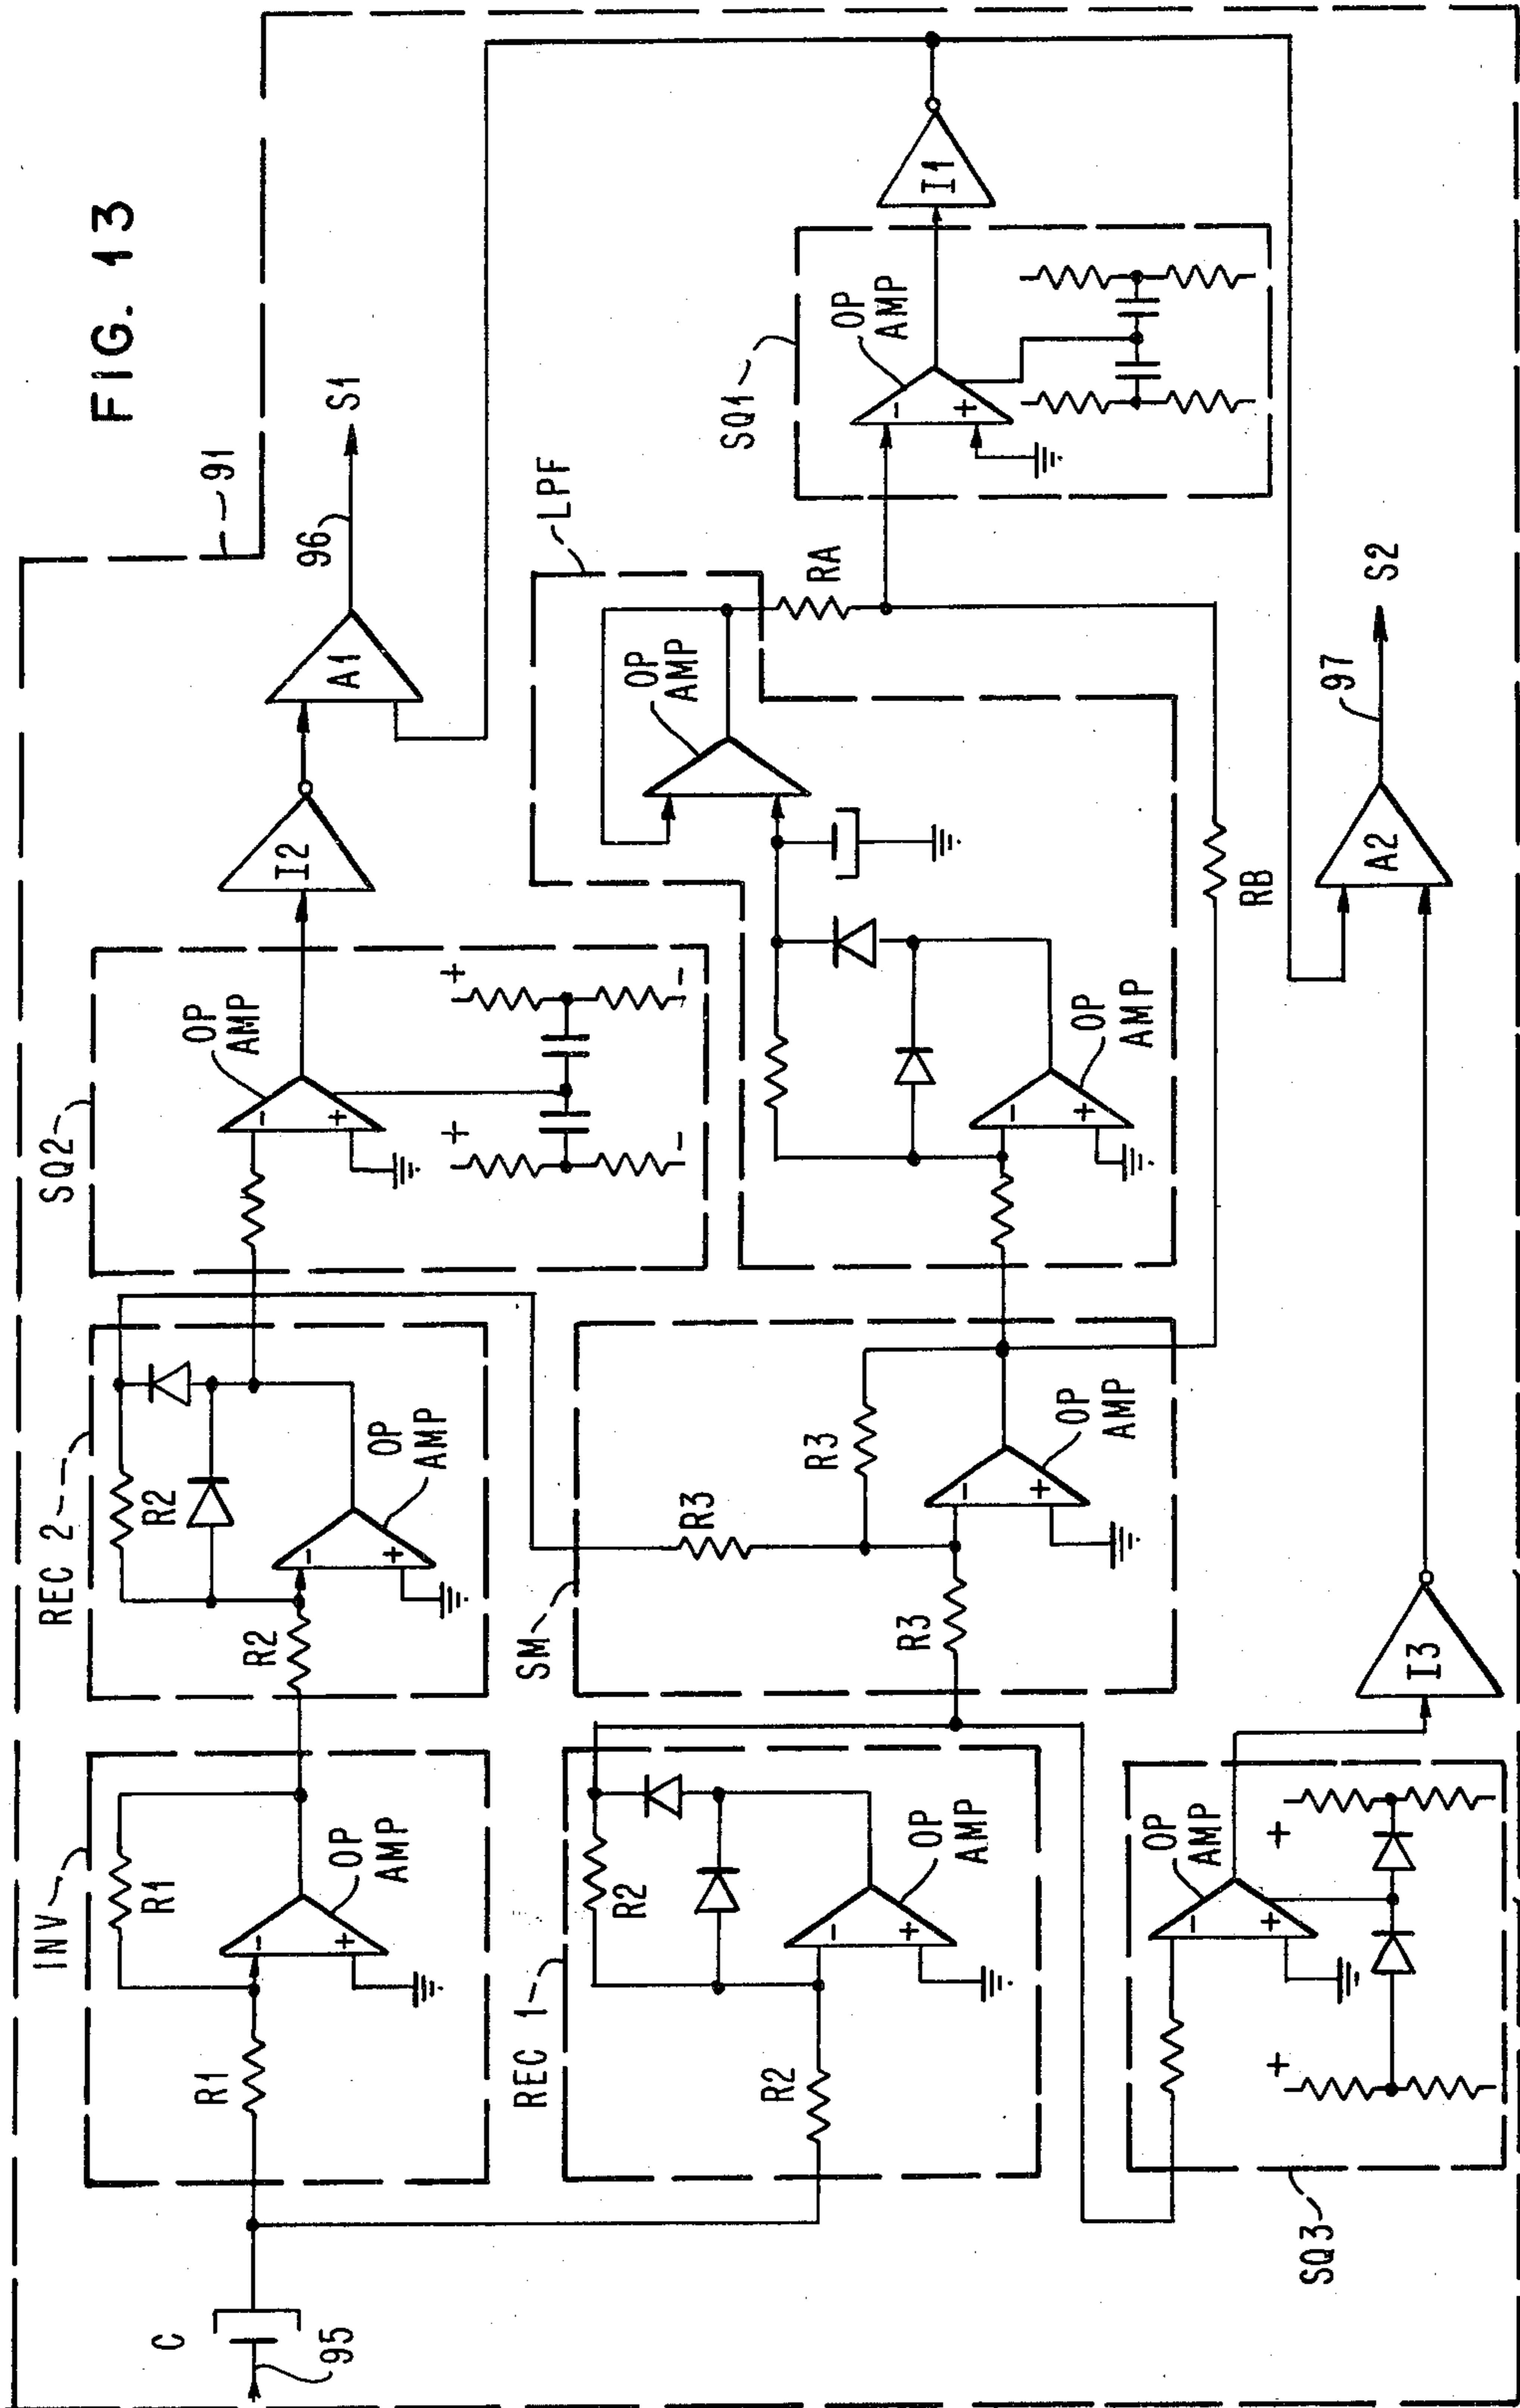 FIG. 13
91
C
95
INV
R1
R1
-
+
OP
AMP
REC 2
R2
R2
-
+
OP
AMP
SQ2
OP
AMP
-
+
+
+
-
-
I2
A1
96
S1
REC 1
R2
R2
-
+
OP
AMP
SM
R3
R3
R3
-
+
OP
AMP
LPF
OP
AMP
-
+
OP
AMP
RA
RB
SQ1
OP
AMP
-
+
I1
SQ3
OP
AMP
-
+
+
+
I3
A2
97
S2